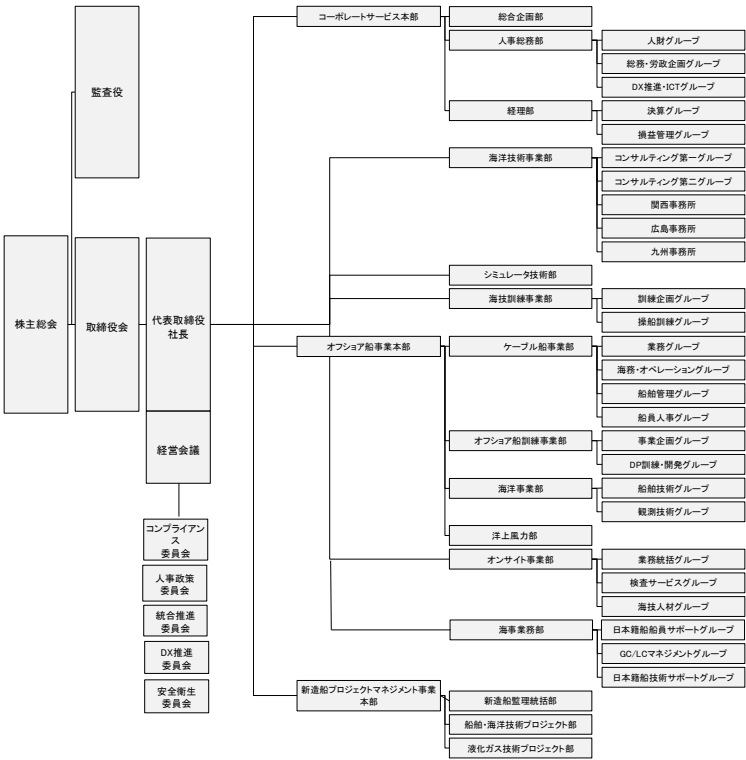 株主総会
監査役
取締役会
代表取締役
社長
経営会議
コンプライアン
ス
委員会
人事政策
委員会
統合推進
委員会
DX推進
委員会
安全衛生
委員会
コーポレートサービス本部
総合企画部
人事総務部
人財グループ
総務・労政企画グループ
DX推進・ICTグループ
経理部
決算グループ
損益管理グループ
海洋技術事業部
コンサルティング第一グループ
コンサルティング第二グループ
関西事務所
広島事務所
九州事務所
シミュレータ技術部
海技訓練事業部
訓練企画グループ
操船訓練グループ
オフショア船事業本部
ケーブル船事業部
業務グループ
海務・オペレーショングループ
船舶管理グループ
船員人事グループ
オフショア船訓練事業部
事業企画グループ
DP訓練・開発グループ
海洋事業部
船舶技術グループ
観測技術グループ
洋上風力部
オンサイト事業部
業務統括グループ
検査サービスグループ
海技人材グループ
海事業務部
日本籍船船員サポートグループ
GC/LCマネジメントグループ
日本籍船技術サポートグループ
新造船プロジェクトマネジメント事業
本部
新造船監理統括部
船舶・海洋技術プロジェクト部
液化ガス技術プロジェクト部